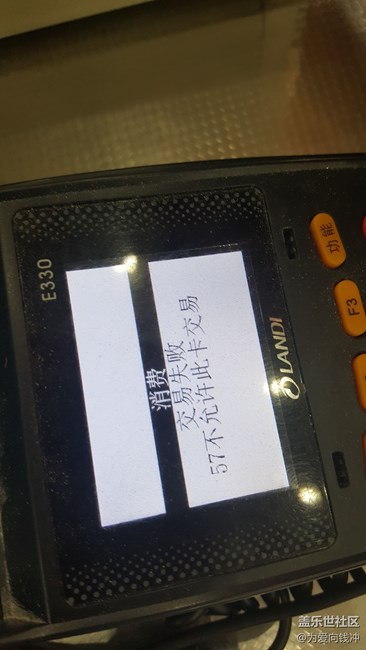 E330
消费
交易失败
57不允许此卡交易
LANDI
功能
F3
盖乐世社区
@为爱向钱冲